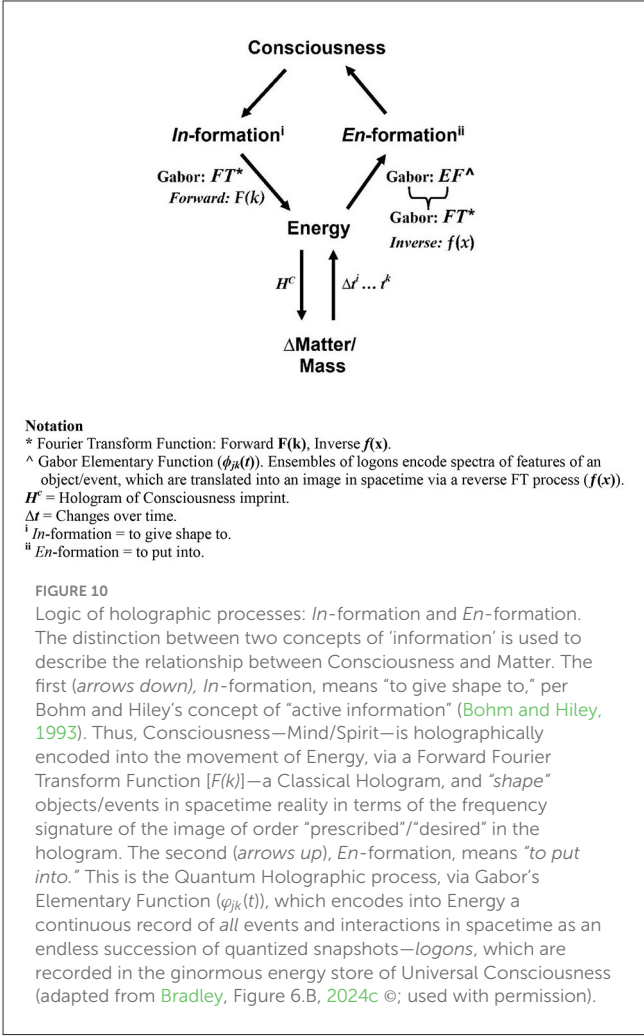 Consciousness
In-formationⁱ En-formationⁱⁱ
Gabor: FT* Gabor: EF^
Forward: F(k) Gabor: FT*
Energy Inverse: f(x)
Hᶜ Δtⁱ … tᵏ
ΔMatter/
Mass
Notation
* Fourier Transform Function: Forward F(k), Inverse f(x).
^ Gabor Elementary Function (ϕjk(t)). Ensembles of logons encode spectra of features of an
object/event, which are translated into an image in spacetime via a reverse FT process (f(x)).
Hᶜ = Hologram of Consciousness imprint.
Δt = Changes over time.
ⁱ In-formation = to give shape to.
ⁱⁱ En-formation = to put into.
FIGURE 10
Logic of holographic processes: In-formation and En-formation.
The distinction between two concepts of ‘information’ is used to
describe the relationship between Consciousness and Matter. The
first (arrows down), In-formation, means “to give shape to,” per
Bohm and Hiley’s concept of “active information” (Bohm and Hiley,
1993). Thus, Consciousness—Mind/Spirit—is holographically
encoded into the movement of Energy, via a Forward Fourier
Transform Function [F(k)]—a Classical Hologram, and “shape”
objects/events in spacetime reality in terms of the frequency
signature of the image of order “prescribed”/“desired” in the
hologram. The second (arrows up), En-formation, means “to put
into.” This is the Quantum Holographic process, via Gabor’s
Elementary Function (φjk(t)), which encodes into Energy a
continuous record of all events and interactions in spacetime as an
endless succession of quantized snapshots—logons, which are
recorded in the ginormous energy store of Universal Consciousness
(adapted from Bradley, Figure 6.B, 2024c ©; used with permission).